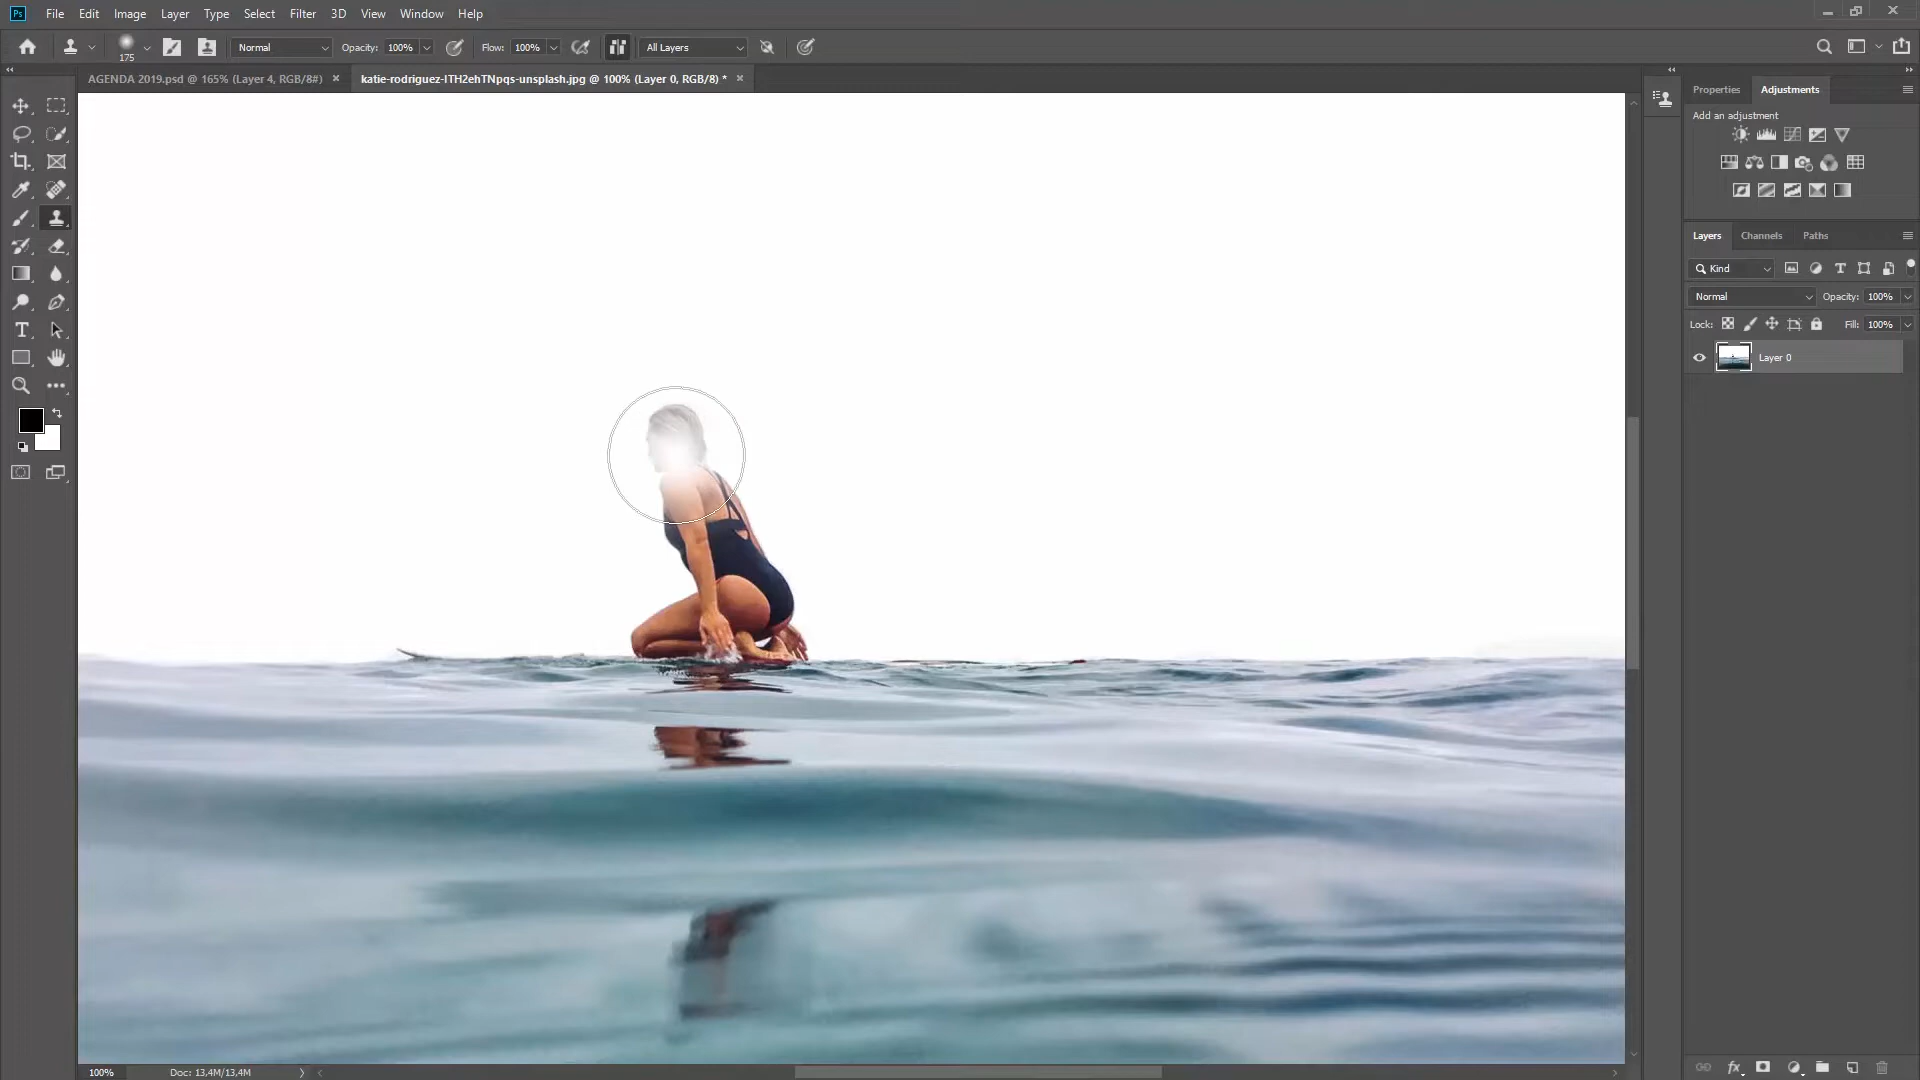 Ps File Edit Image Layer Type Select Filter 3D View Window Help
175 Normal Opacity: 100% Flow: 100% All Layers
AGENDA 2019.psd @ 165% (Layer 4, RGB/8#) × katie-rodriguez-ITH2ehTNpqs-unsplash.jpg @ 100% (Layer 0, RGB/8) * ×
Properties Adjustments
Add an adjustment
Layers Channels Paths
Kind
Normal Opacity: 100%
Lock: Fill: 100%
Layer 0
100% Doc: 13,4M/13,4M